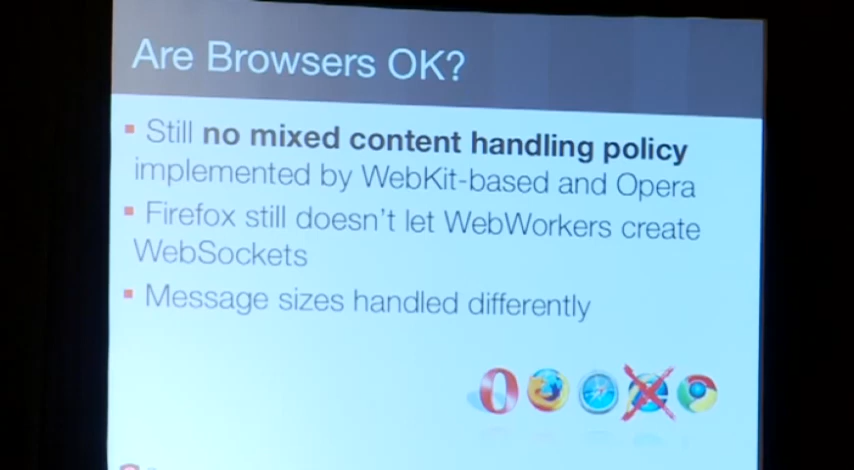 Are Browsers OK?
▪ Still no mixed content handling policy
implemented by WebKit-based and Opera
▪ Firefox still doesn't let WebWorkers create
WebSockets
▪ Message sizes handled differently